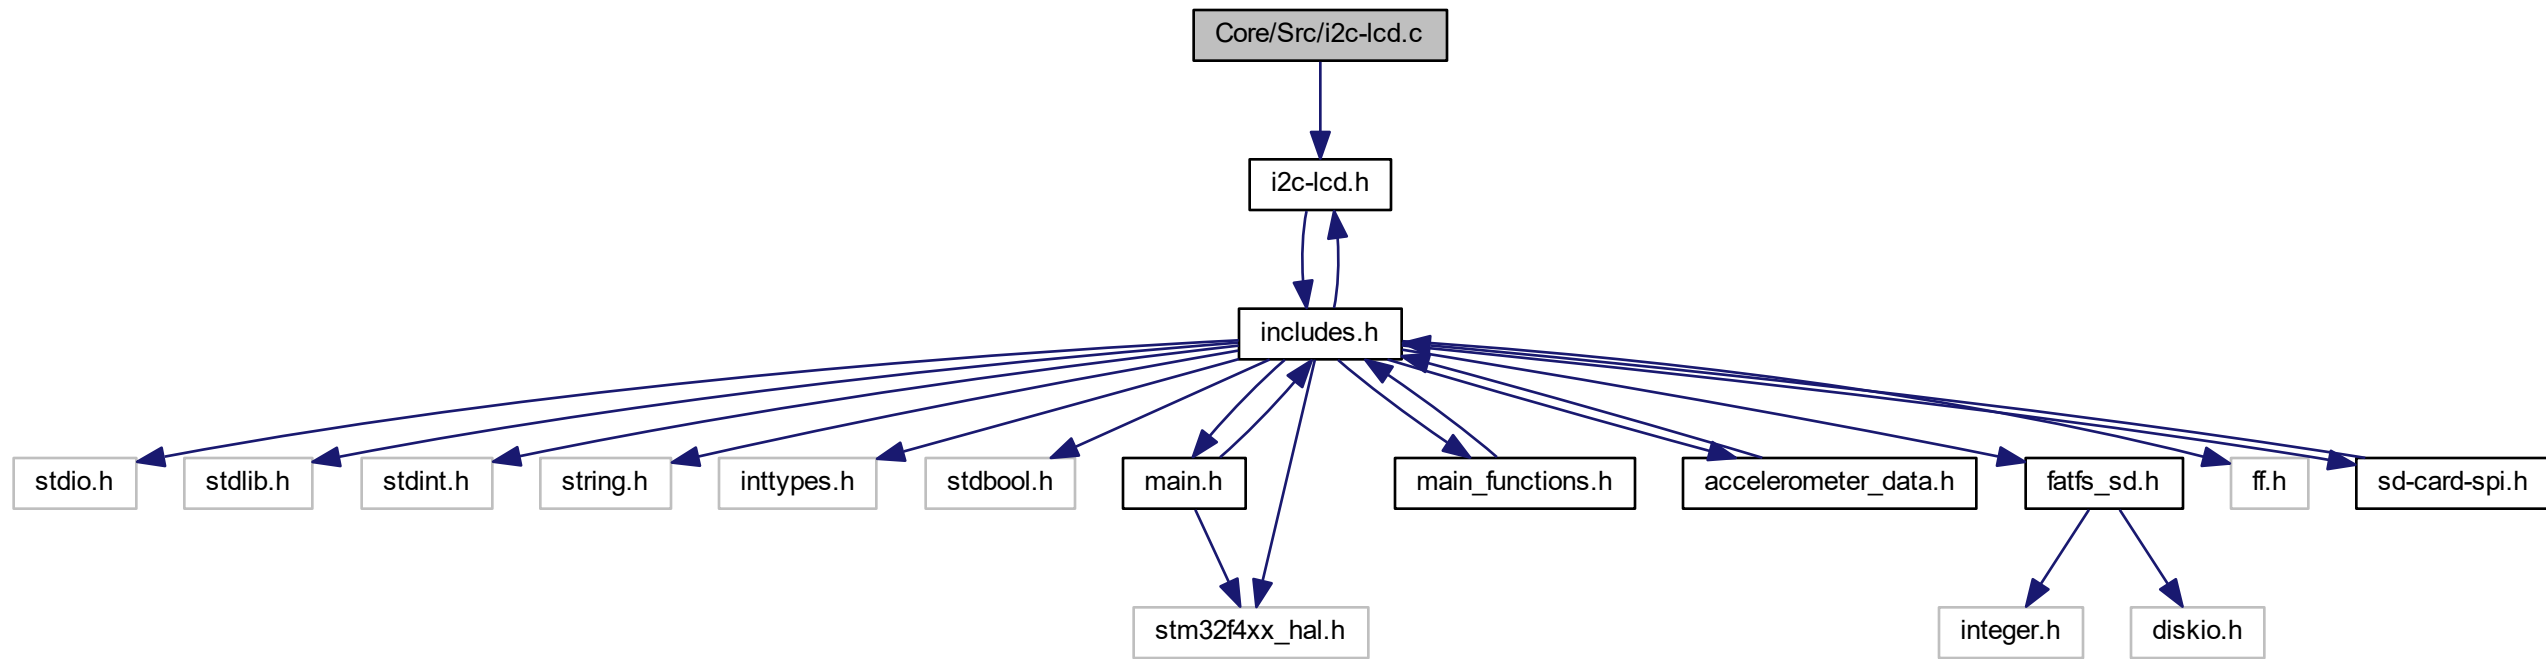 Core/Src/i2c-lcd.c
i2c-lcd.h
includes.h
stdio.h
stdlib.h
stdint.h
string.h
inttypes.h
stdbool.h
main.h
main_functions.h
accelerometer_data.h
fatfs_sd.h
ff.h
sd-card-spi.h
stm32f4xx_hal.h
integer.h
diskio.h